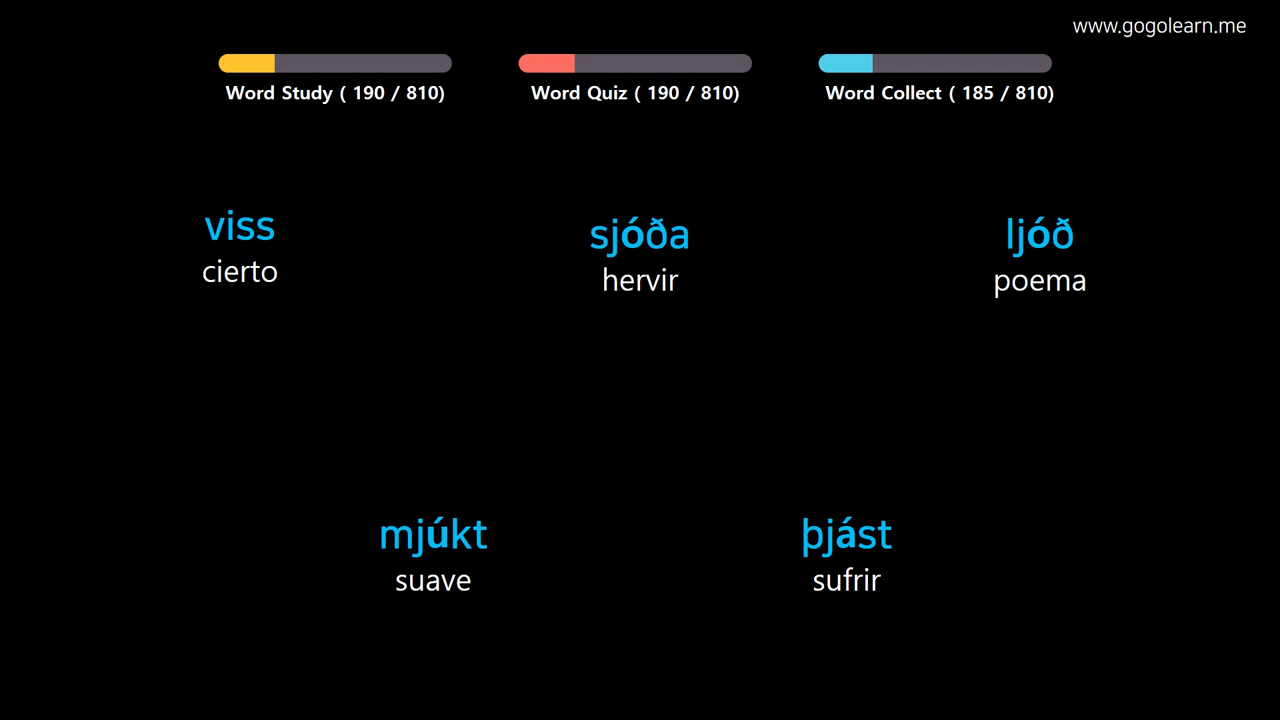 www.gogolearn.me
Word Study ( 190 / 810)
Word Quiz ( 190 / 810)
Word Collect ( 185 / 810)
viss
cierto
sjóða
hervir
ljóð
poema
mjúkt
suave
þjást
sufrir